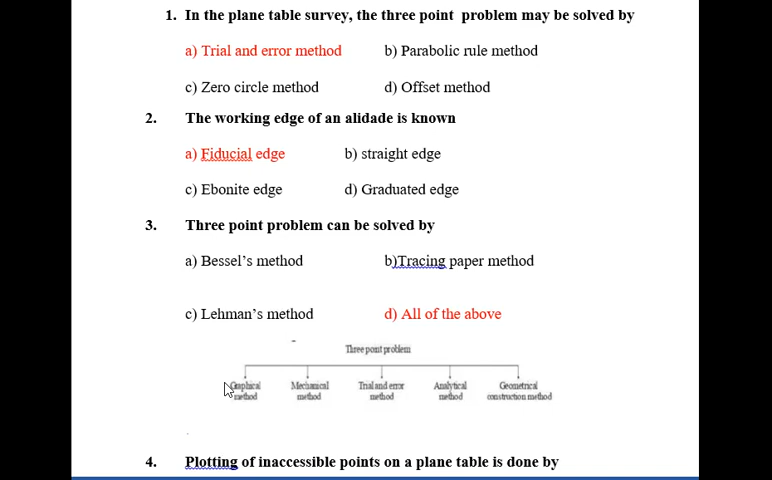 1. In the plane table survey, the three point problem may be solved by
a) Trial and error method b) Parabolic rule method
c) Zero circle method d) Offset method
2. The working edge of an alidade is known
a) Fiducial edge b) straight edge
c) Ebonite edge d) Graduated edge
3. Three point problem can be solved by
a) Bessel’s method b)Tracing paper method
c) Lehman’s method d) All of the above
Three point problem
Graphical method Mechanical method Trial and error method Analytical method Geometrical construction method
4. Plotting of inaccessible points on a plane table is done by